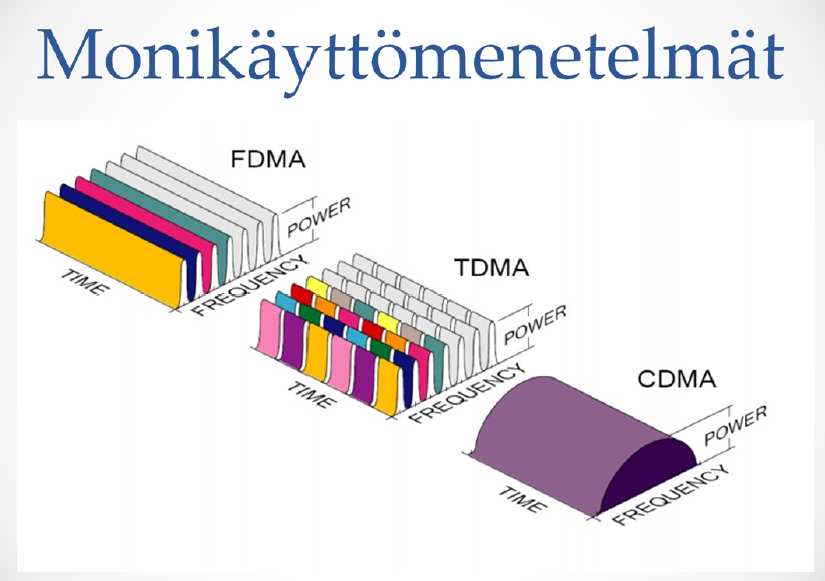 Monikäyttömenetelmät
FDMA
POWER
FREQUENCY
TIME
TDMA
POWER
FREQUENCY
TIME
CDMA
POWER
FREQUENCY
TIME